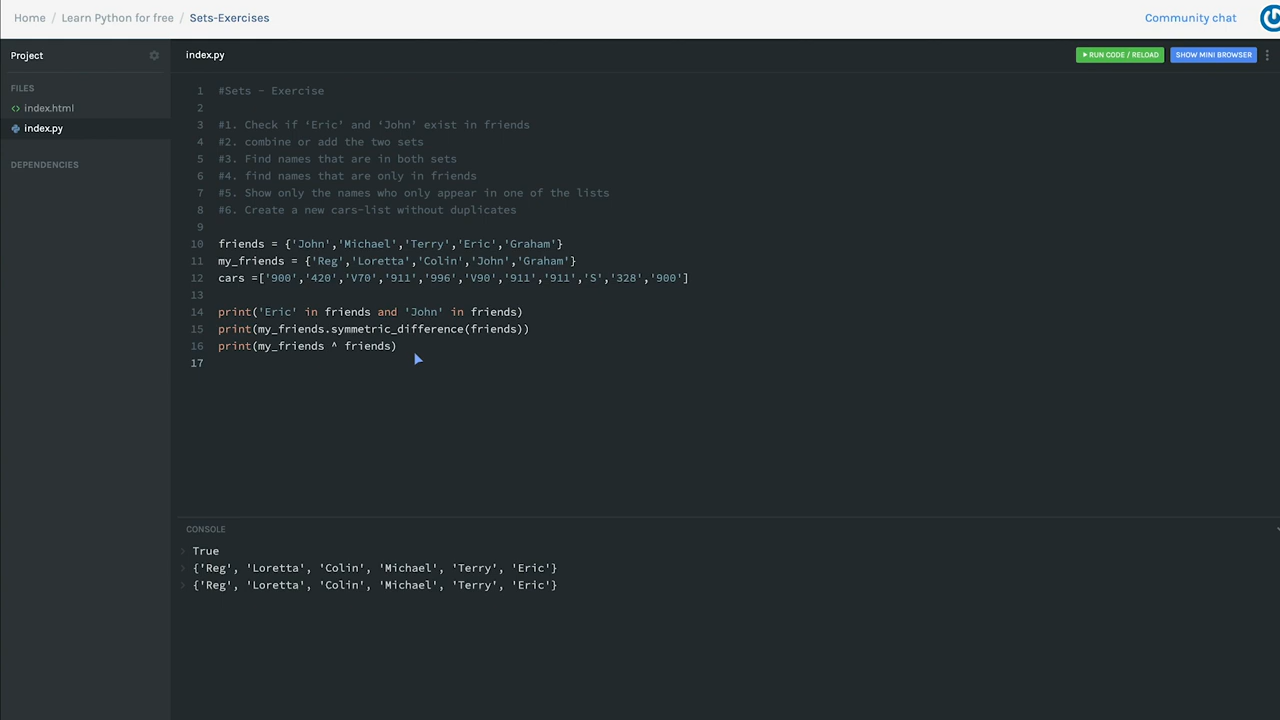 Home / Learn Python for free / Sets-Exercises
Community chat
Project
index.py
RUN CODE / RELOAD
SHOW MINI BROWSER
FILES
index.html
index.py
DEPENDENCIES
1 #Sets - Exercise
2
3 #1. Check if ‘Eric’ and ‘John’ exist in friends
4 #2. combine or add the two sets
5 #3. Find names that are in both sets
6 #4. find names that are only in friends
7 #5. Show only the names who only appear in one of the lists
8 #6. Create a new cars-list without duplicates
9
10 friends = {'John','Michael','Terry','Eric','Graham'}
11 my_friends = {'Reg','Loretta','Colin','John','Graham'}
12 cars =['900','420','V70','911','996','V90','911','911','S','328','900']
13
14 print('Eric' in friends and 'John' in friends)
15 print(my_friends.symmetric_difference(friends))
16 print(my_friends ^ friends)
17
CONSOLE
True
{'Reg', 'Loretta', 'Colin', 'Michael', 'Terry', 'Eric'}
{'Reg', 'Loretta', 'Colin', 'Michael', 'Terry', 'Eric'}